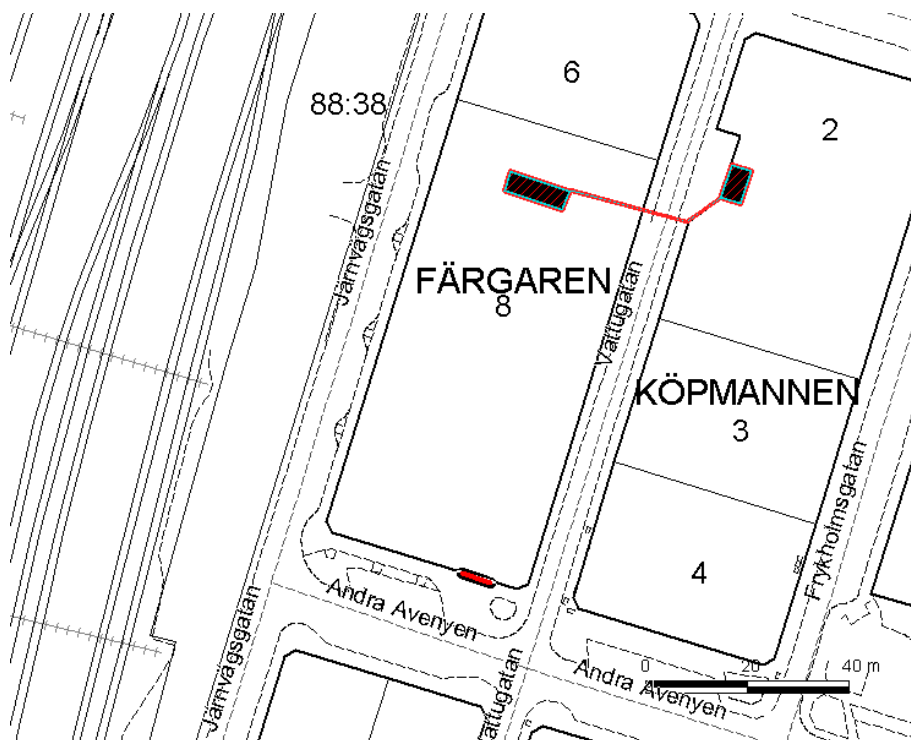 6
88:38
2
Järnvägsgatan
FÄRGAREN
8
Vattugatan
KÖPMANNEN
3
Frykholmsgatan
4
Andra Avenyen
Järnvägsgatan
attugatan
Andra Avenyen
0 20 40 m